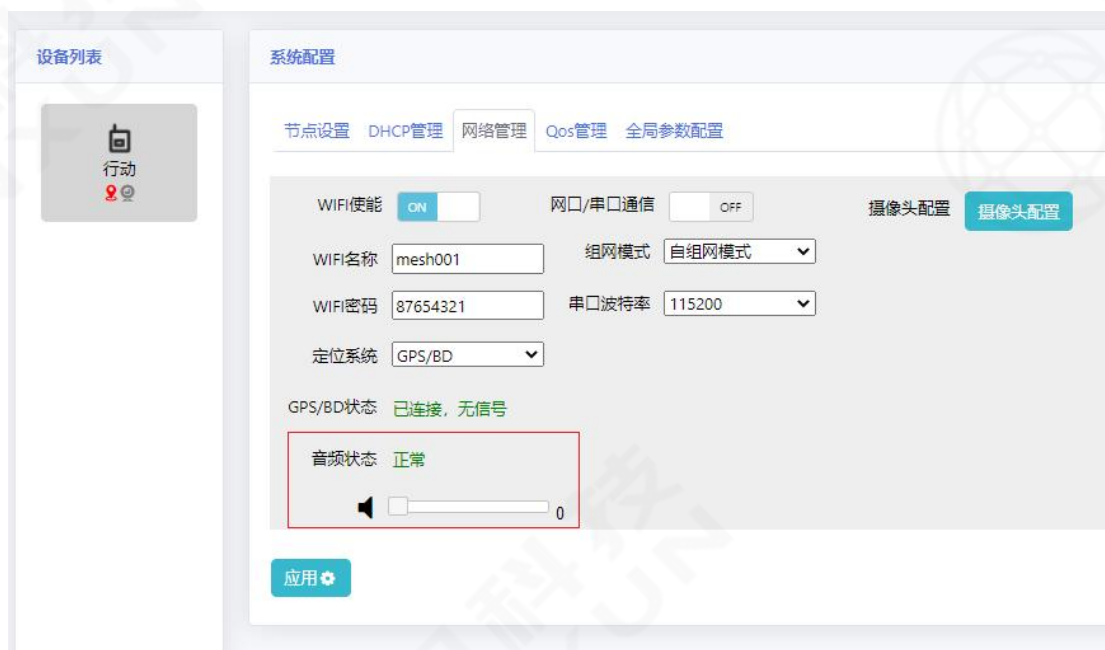 设备列表
行动
系统配置
节点设置 DHCP管理 网络管理 Qos管理 全局参数配置
WIFI使能 ON 网口/串口通信 OFF 摄像头配置 摄像头配置
WIFI名称 mesh001 组网模式 自组网模式
WIFI密码 87654321 串口波特率 115200
定位系统 GPS/BD
GPS/BD状态 已连接, 无信号
音频状态 正常
0
应用